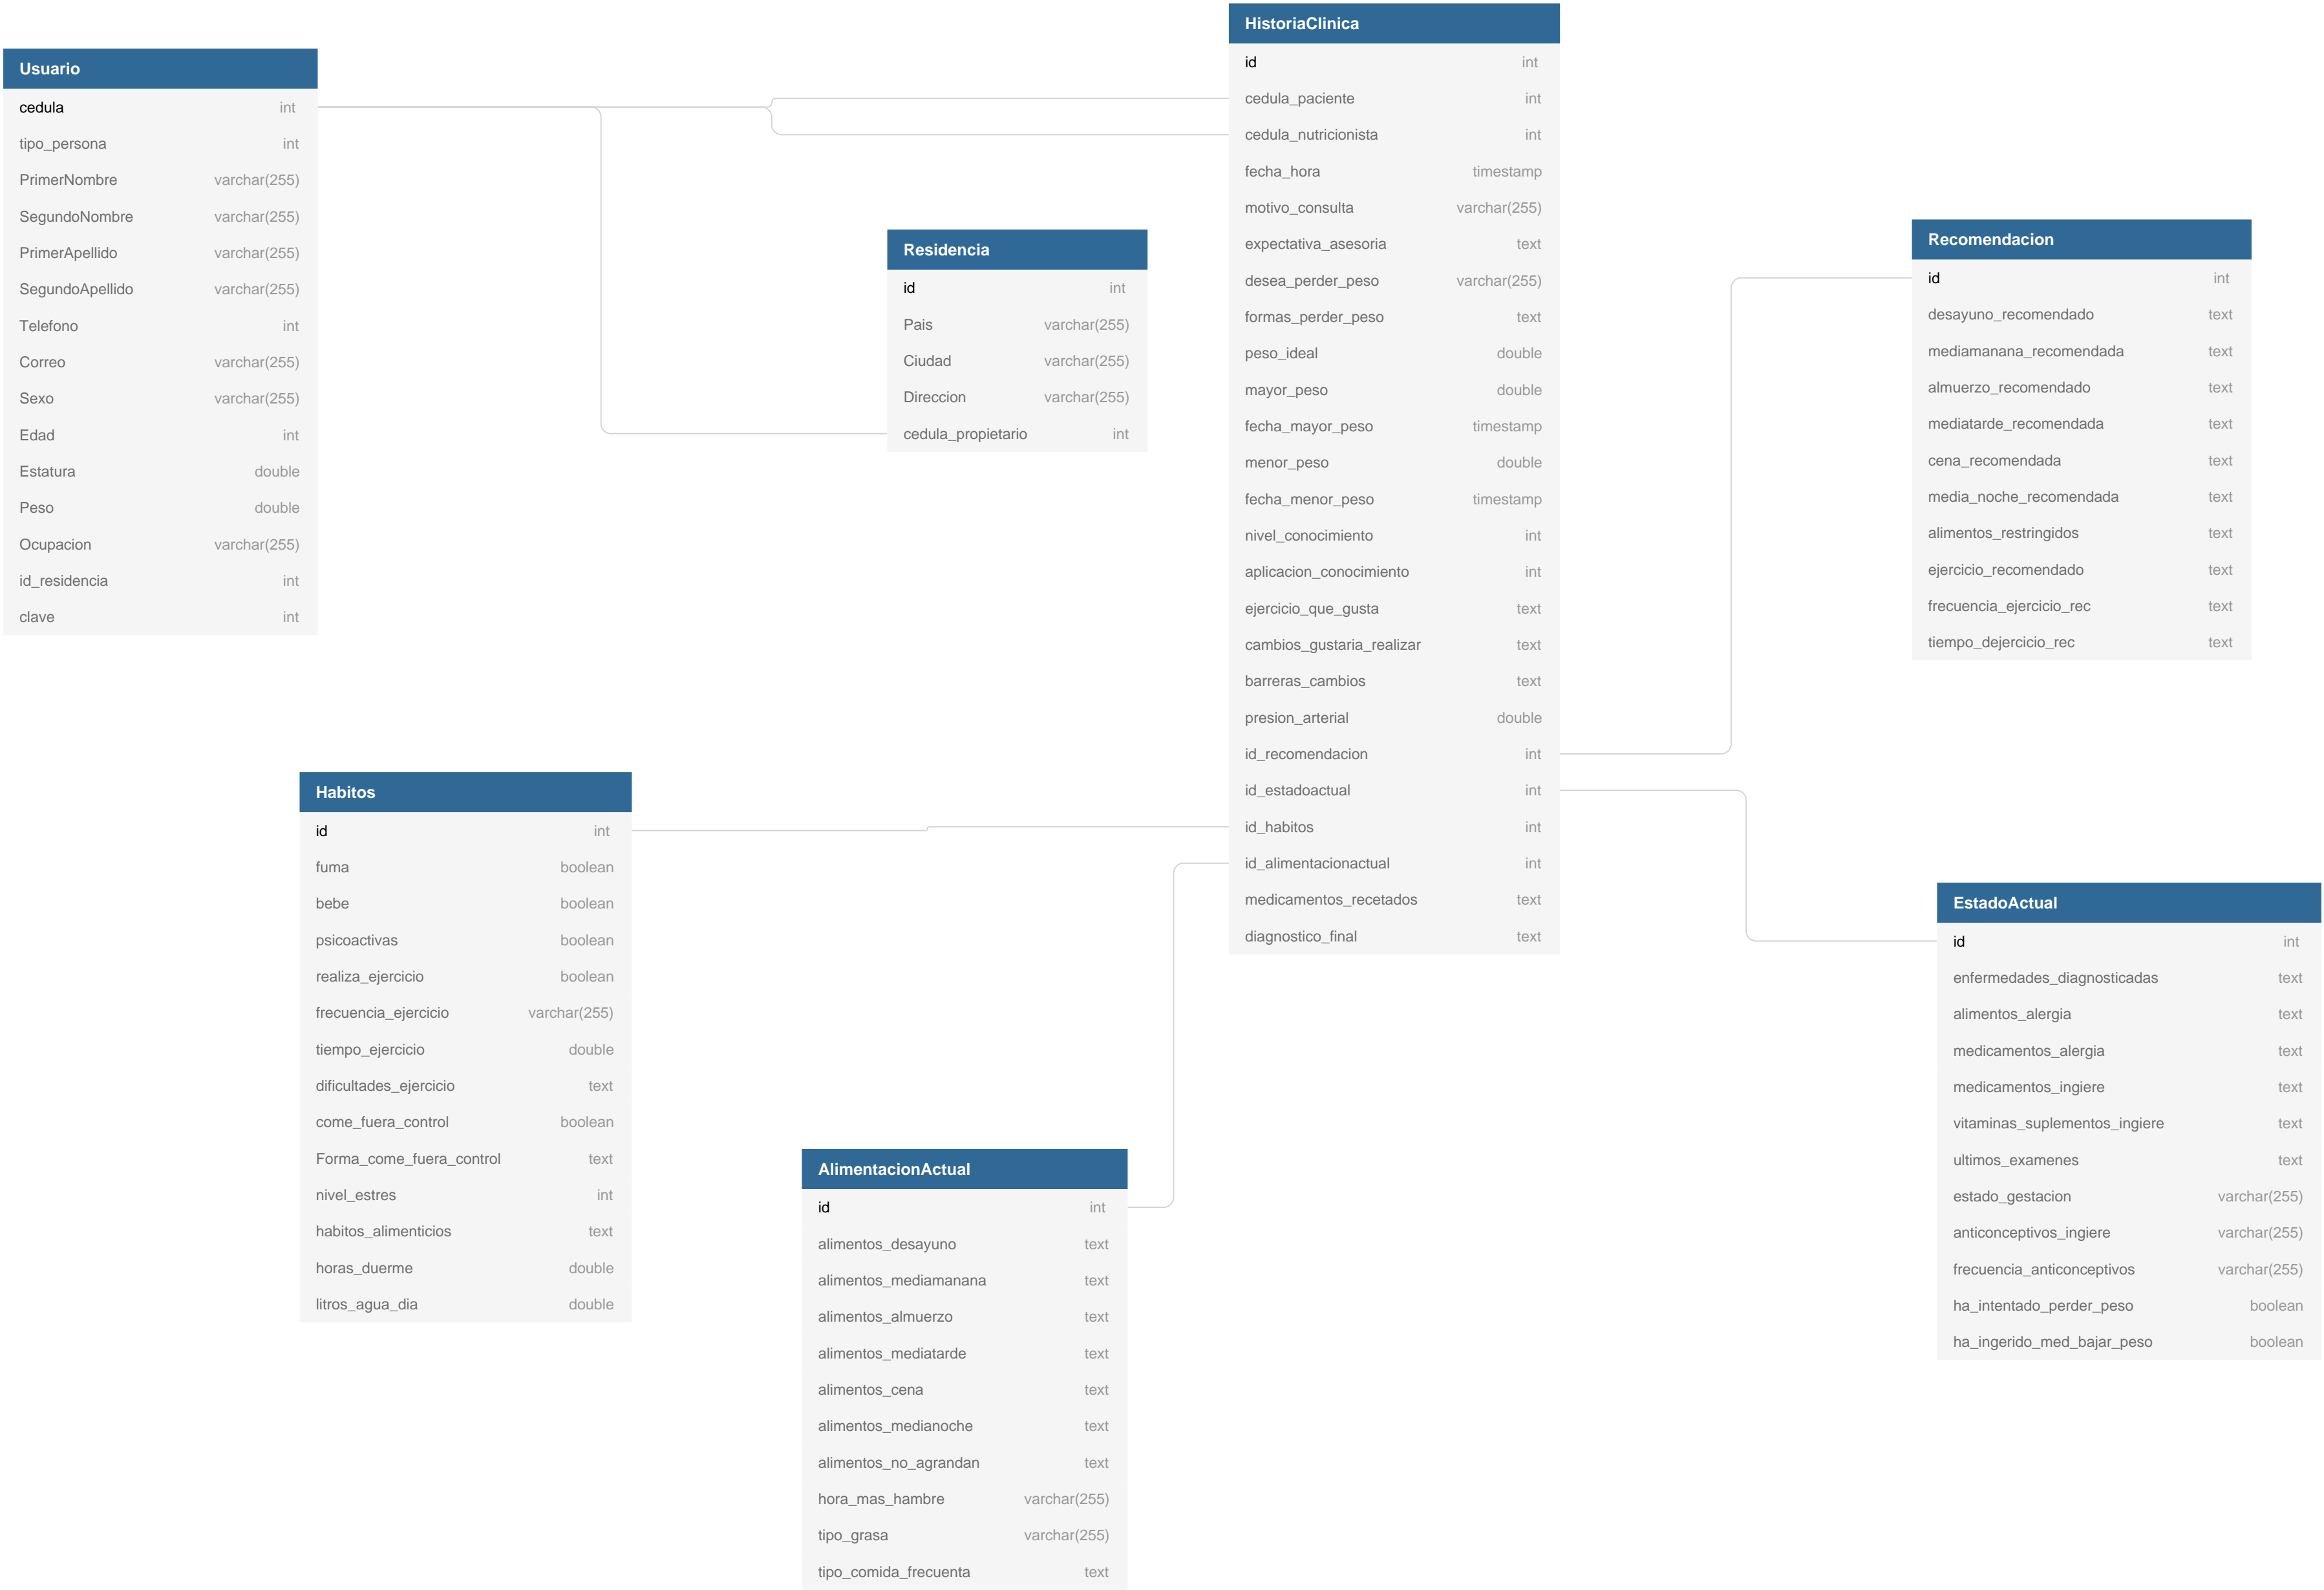 Usuario
cedula int
tipo_persona int
PrimerNombre varchar(255)
SegundoNombre varchar(255)
PrimerApellido varchar(255)
SegundoApellido varchar(255)
Telefono int
Correo varchar(255)
Sexo varchar(255)
Edad int
Estatura double
Peso double
Ocupacion varchar(255)
id_residencia int
clave int
Residencia
id int
Pais varchar(255)
Ciudad varchar(255)
Direccion varchar(255)
cedula_propietario int
HistoriaClinica
id int
cedula_paciente int
cedula_nutricionista int
fecha_hora timestamp
motivo_consulta varchar(255)
expectativa_asesoria text
desea_perder_peso varchar(255)
formas_perder_peso text
peso_ideal double
mayor_peso double
fecha_mayor_peso timestamp
menor_peso double
fecha_menor_peso timestamp
nivel_conocimiento int
aplicacion_conocimiento int
ejercicio_que_gusta text
cambios_gustaria_realizar text
barreras_cambios text
presion_arterial double
id_recomendacion int
id_estadoactual int
id_habitos int
id_alimentacionactual int
medicamentos_recetados text
diagnostico_final text
Recomendacion
id int
desayuno_recomendado text
mediamanana_recomendada text
almuerzo_recomendado text
mediatarde_recomendada text
cena_recomendada text
media_noche_recomendada text
alimentos_restringidos text
ejercicio_recomendado text
frecuencia_ejercicio_rec text
tiempo_dejercicio_rec text
Habitos
id int
fuma boolean
bebe boolean
psicoactivas boolean
realiza_ejercicio boolean
frecuencia_ejercicio varchar(255)
tiempo_ejercicio double
dificultades_ejercicio text
come_fuera_control boolean
Forma_come_fuera_control text
nivel_estres int
habitos_alimenticios text
horas_duerme double
litros_agua_dia double
AlimentacionActual
id int
alimentos_desayuno text
alimentos_mediamanana text
alimentos_almuerzo text
alimentos_mediatarde text
alimentos_cena text
alimentos_medianoche text
alimentos_no_agrandan text
hora_mas_hambre varchar(255)
tipo_grasa varchar(255)
tipo_comida_frecuenta text
EstadoActual
id int
enfermedades_diagnosticadas text
alimentos_alergia text
medicamentos_alergia text
medicamentos_ingiere text
vitaminas_suplementos_ingiere text
ultimos_examenes text
estado_gestacion varchar(255)
anticonceptivos_ingiere varchar(255)
frecuencia_anticonceptivos varchar(255)
ha_intentado_perder_peso boolean
ha_ingerido_med_bajar_peso boolean